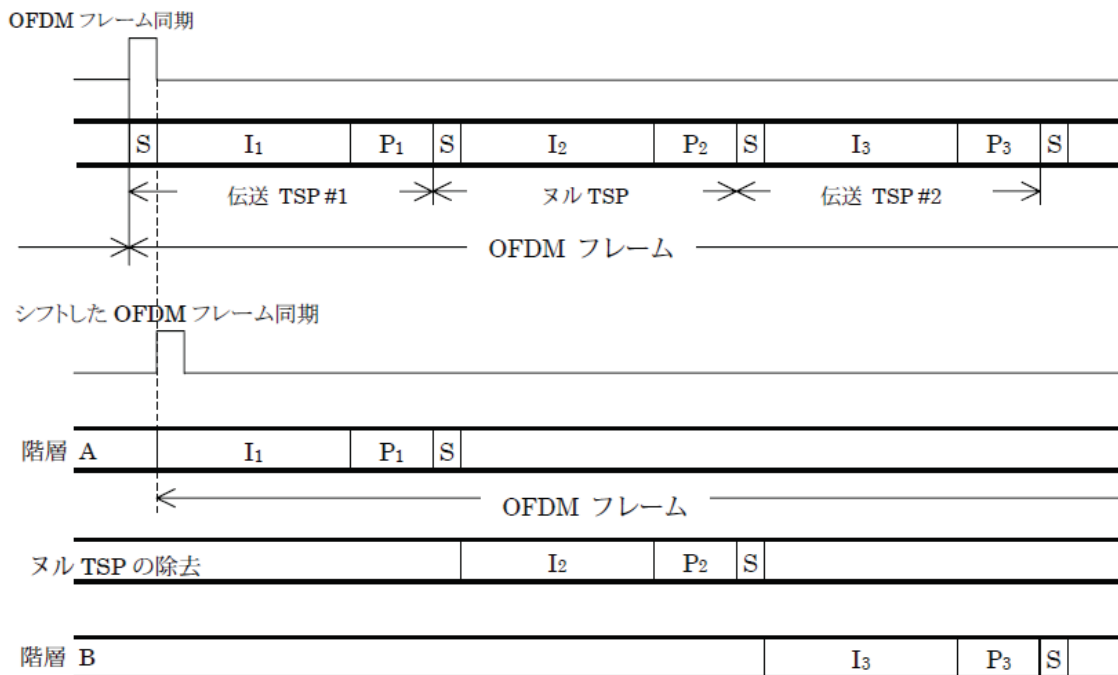 OFDM フレーム同期
S I₁ P₁ S I₂ P₂ S I₃ P₃ S
伝送 TSP #1 ヌル TSP 伝送 TSP #2
OFDM フレーム
シフトした OFDM フレーム同期
階層 A I₁ P₁ S
OFDM フレーム
ヌル TSP の除去 I₂ P₂ S
階層 B I₃ P₃ S